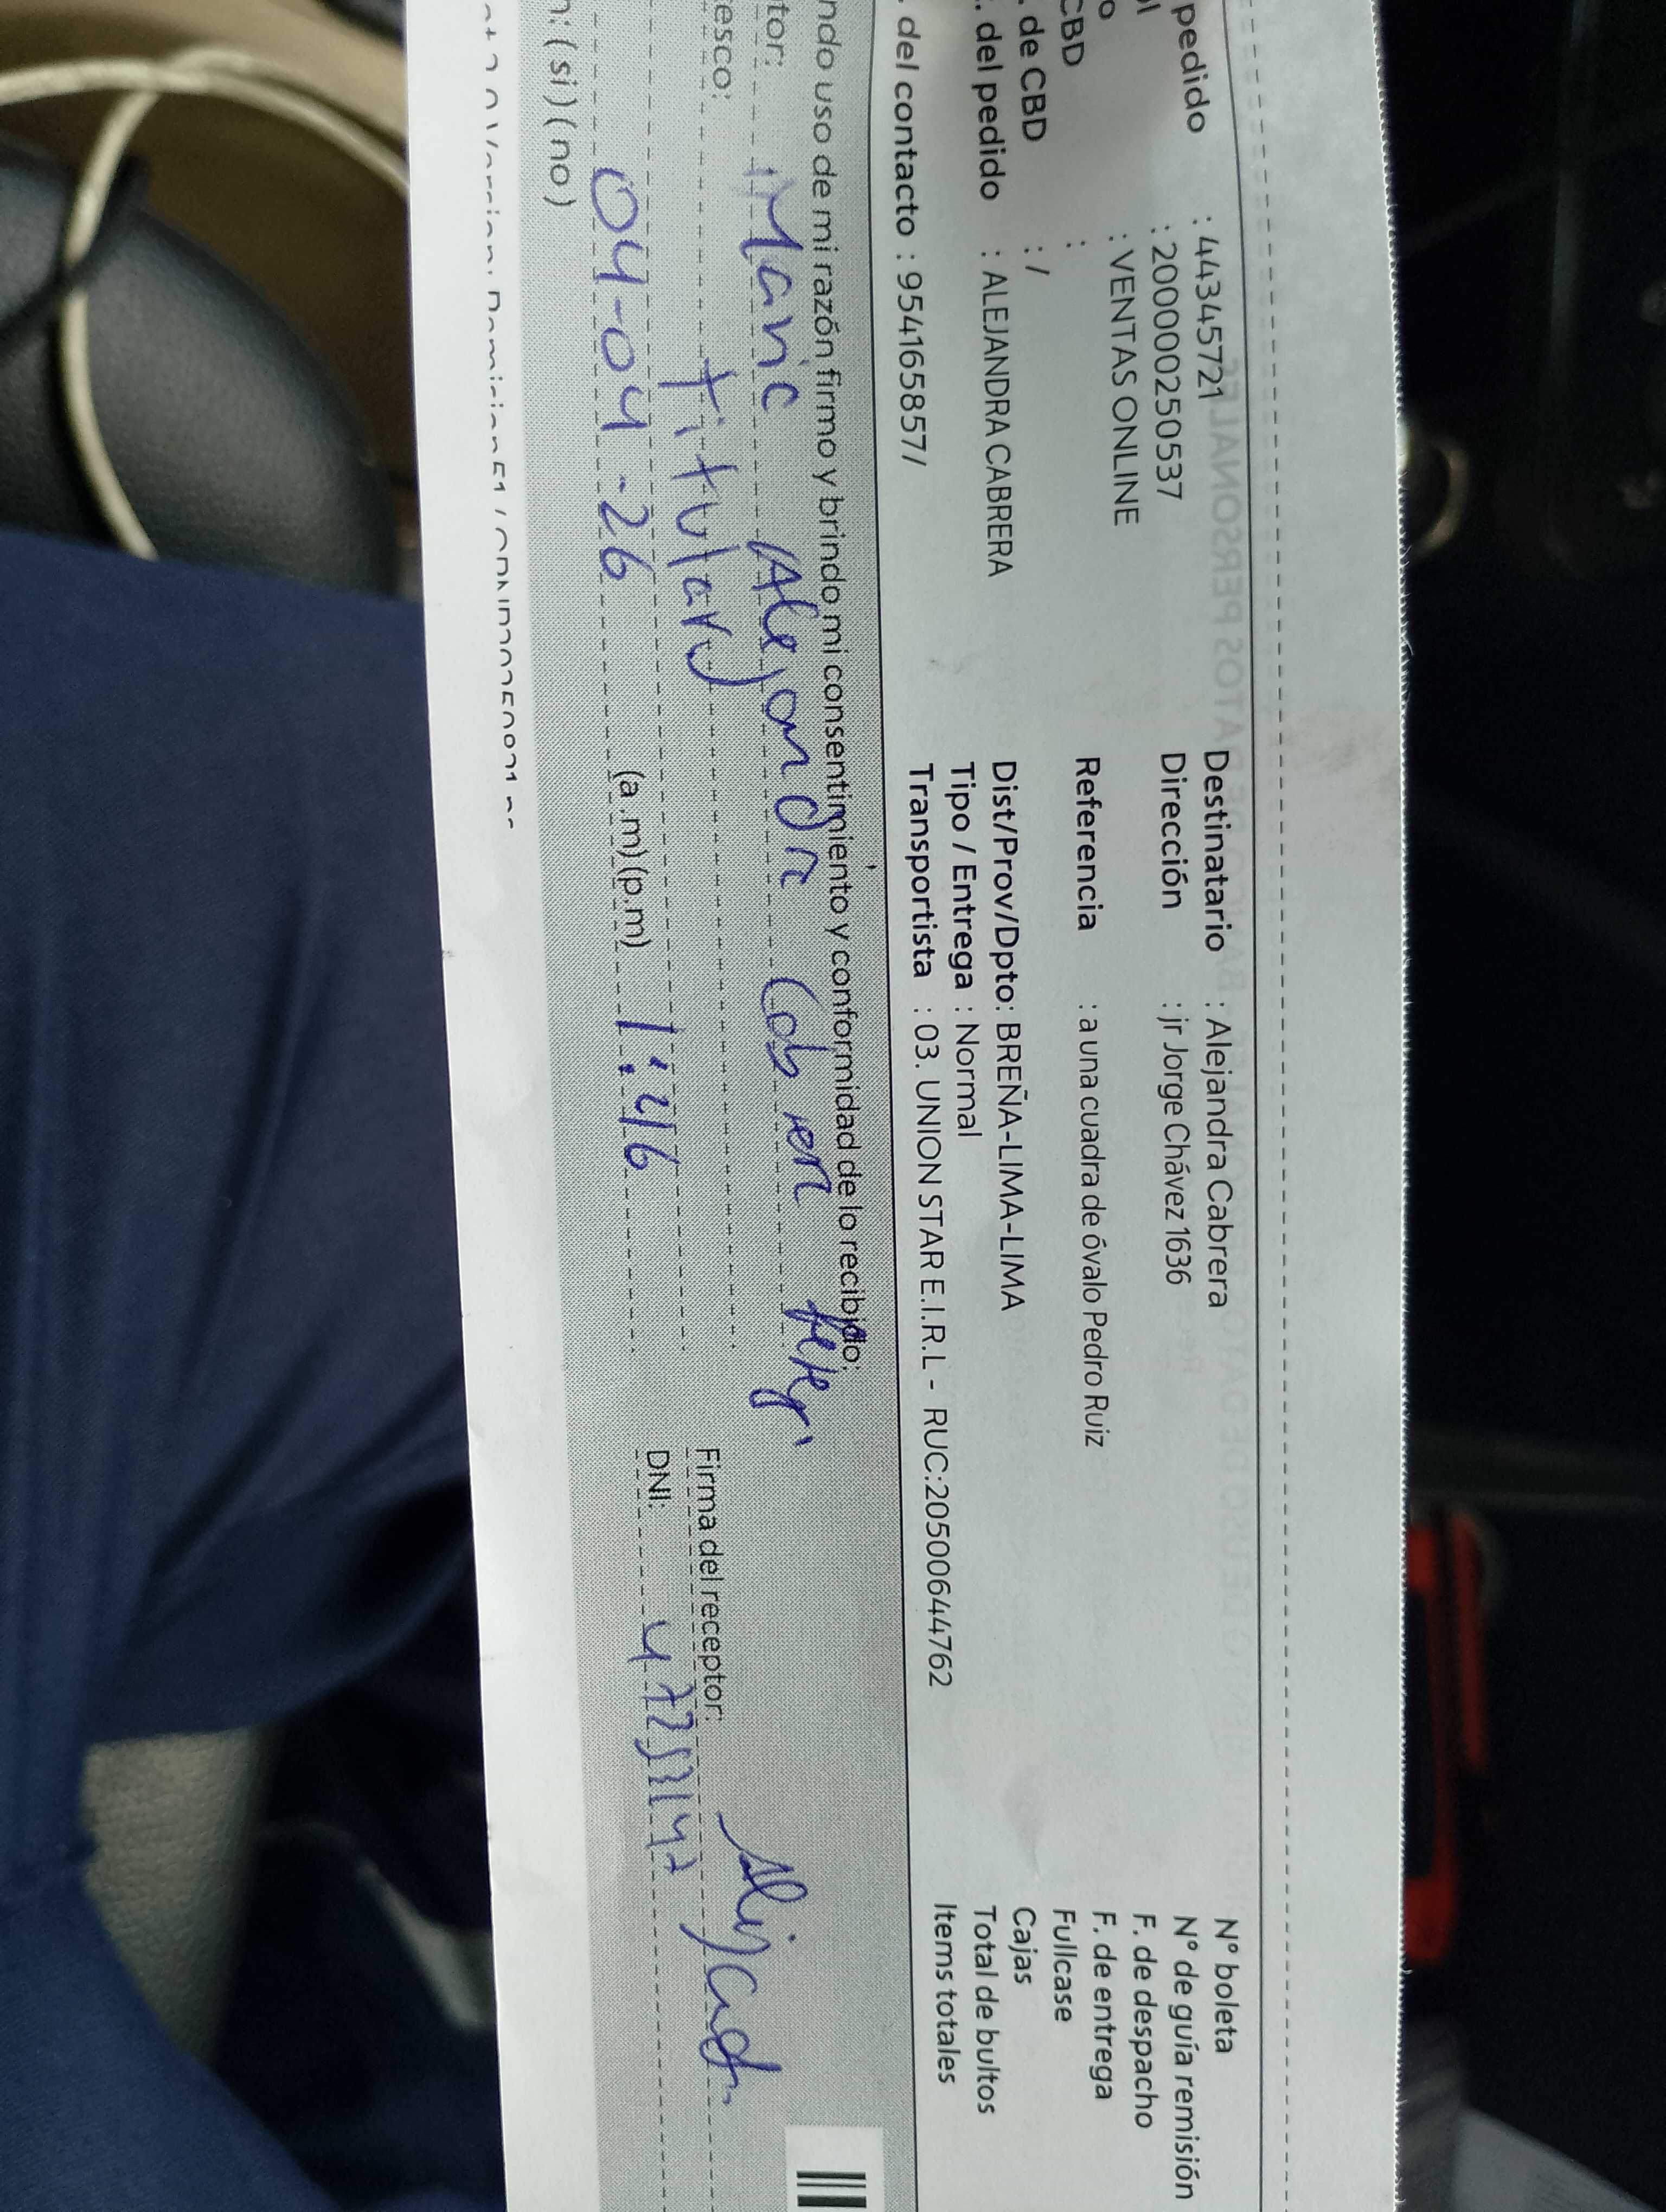 pedido : 443457721
: 200000250537
: VENTAS ONLINE
CBD :
. de CBD : /
. del pedido : ALEJANDRA CABRERA
. del contacto : 954165857/
Destinatario : Alejandra Cabrera
Dirección : jr Jorge Chávez 1636
Referencia : a una cuadra de óvalo Pedro Ruiz
Dist/Prov/Dpto: BREÑA-LIMA-LIMA
Tipo / Entrega : Normal
Transportista : 03. UNION STAR E.I.R.L - RUC:20500644762
N° boleta
N° de guía remisión
F. de despacho
F. de entrega
Fullcase
Cajas
Total de bultos
Items totales
ndo uso de mi razón firmo y brindo mi consentimiento y conformidad de lo recibido:
tor: Maria Alejandra
esco: titular
04-04-26 (a.m) (p.m) 1:46
Firma del receptor:
DNI:
n: ( si ) ( no )